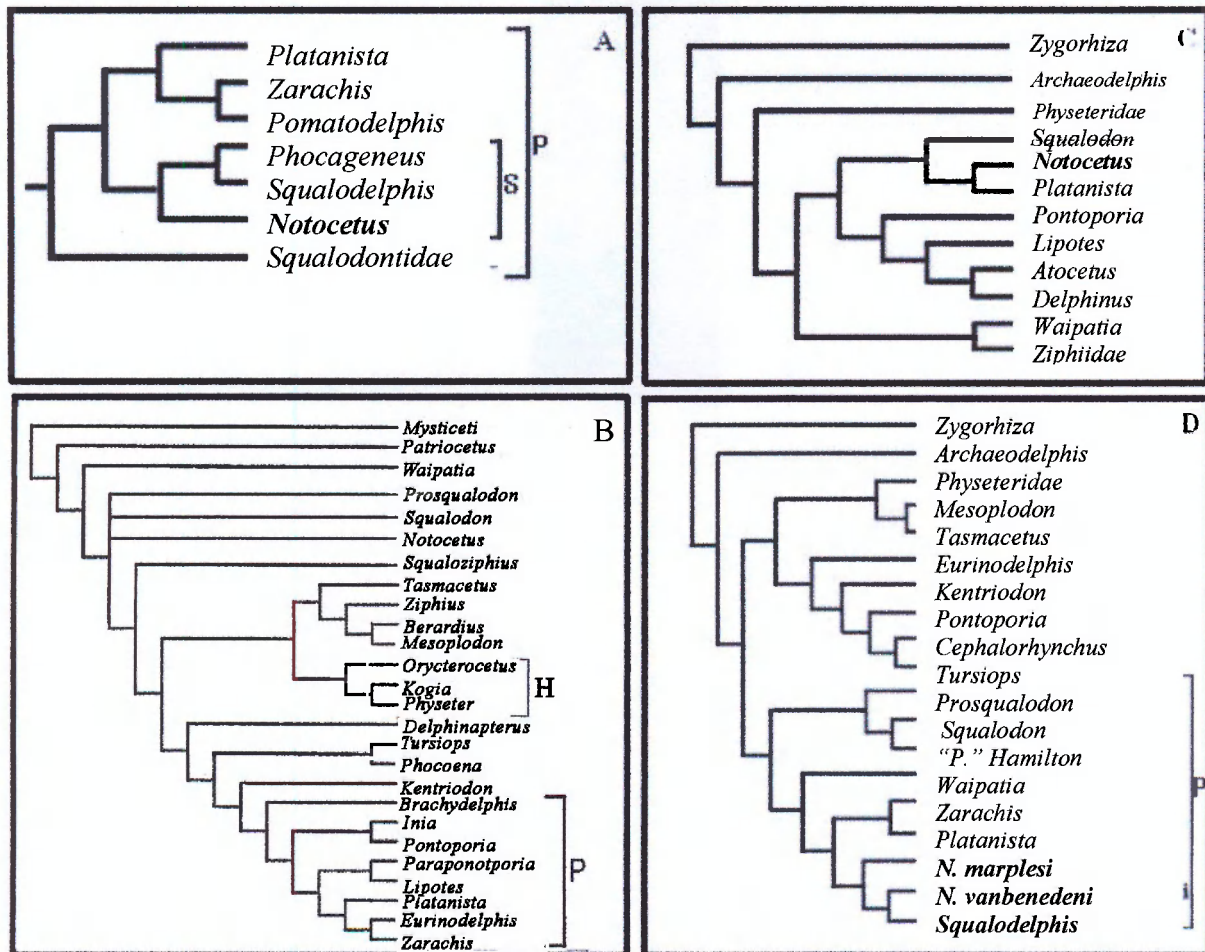 A
Platanista
Zarachis
Pomatodelphis
Phocageneus
Squalodelphis
Notocetus
Squalodontidae
S
P
C
Zygorhiza
Archaeodelphis
Physeteridae
Squalodon
Notocetus
Platanista
Pontoporia
Lipotes
Atocetus
Delphinus
Waipatia
Ziphiidae
B
Mysticeti
Patriocetus
Waipatia
Prosqualodon
Squalodon
Notocetus
Squaloziphius
Tasmacetus
Ziphius
Berardius
Mesoplodon
Orycterocetus
Kogia
Physeter
H
Delphinapterus
Tursiops
Phocoena
Kentriodon
Brachydelphis
Inia
Pontoporia
Paraponotporia
Lipotes
Platanista
Eurinodelphis
Zarachis
P
D
Zygorhiza
Archaeodelphis
Physeteridae
Mesoplodon
Tasmacetus
Eurinodelphis
Kentriodon
Pontoporia
Cephalorhynchus
Tursiops
Prosqualodon
Squalodon
“P.” Hamilton
Waipatia
Zarachis
Platanista
N. marplesi
N. vanbenedeni
Squalodelphis
P